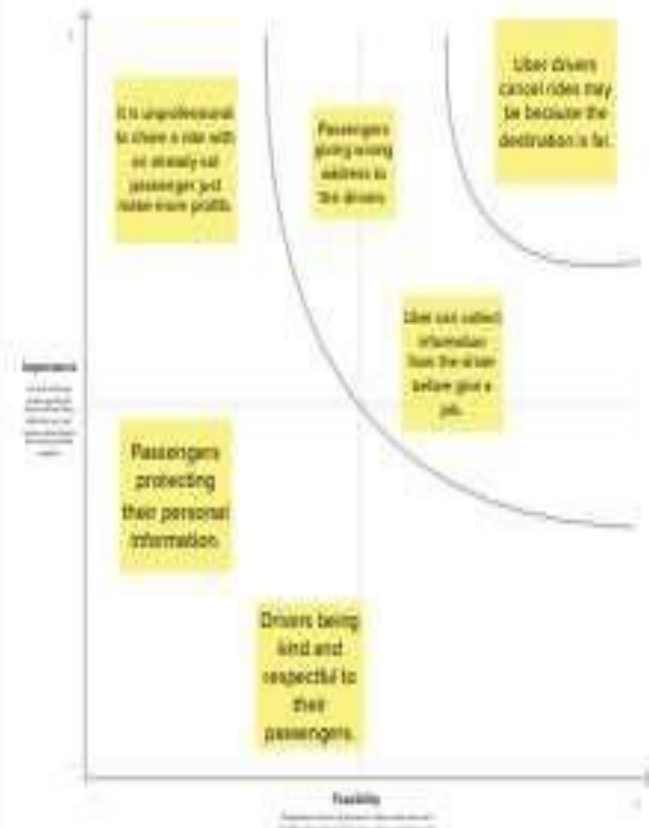 It is unprofessional
to share a ride with
an already sat
passenger just
make more profits.
Passengers
giving wrong
address to
the drivers
Uber drivers
cancel rides may
be because the
destination is far.
Uber can collect
information
from the driver
before give a
job.
Importance
Passengers
protecting
their personal
information.
Drivers being
kind and
respectful to
their
passengers.
Feasibility